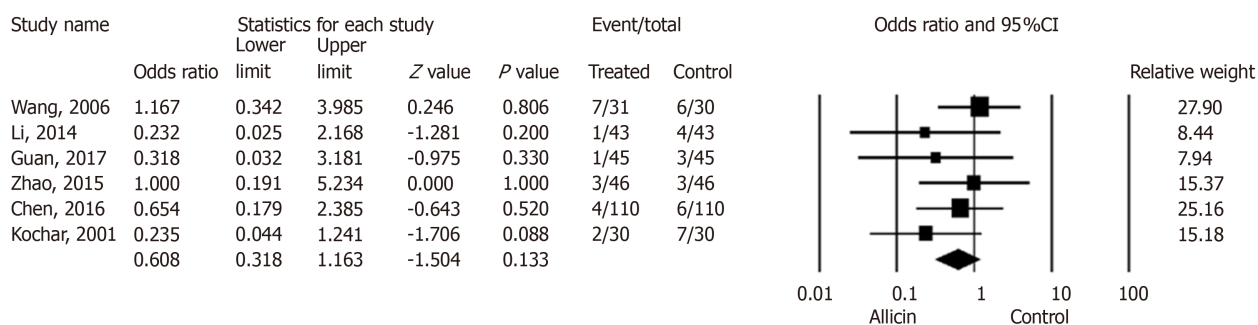 Study name Statistics for each study Event/total Odds ratio and 95%CI
Lower Upper
Odds ratio limit limit Z value P value Treated Control Relative weight
Wang, 2006 1.167 0.342 3.985 0.246 0.806 7/31 6/30 27.90
Li, 2014 0.232 0.025 2.168 -1.281 0.200 1/43 4/43 8.44
Guan, 2017 0.318 0.032 3.181 -0.975 0.330 1/45 3/45 7.94
Zhao, 2015 1.000 0.191 5.234 0.000 1.000 3/46 3/46 15.37
Chen, 2016 0.654 0.179 2.385 -0.643 0.520 4/110 6/110 25.16
Kochar, 2001 0.235 0.044 1.241 -1.706 0.088 2/30 7/30 15.18
0.608 0.318 1.163 -1.504 0.133
0.01 0.1 1 10 100
Allicin Control